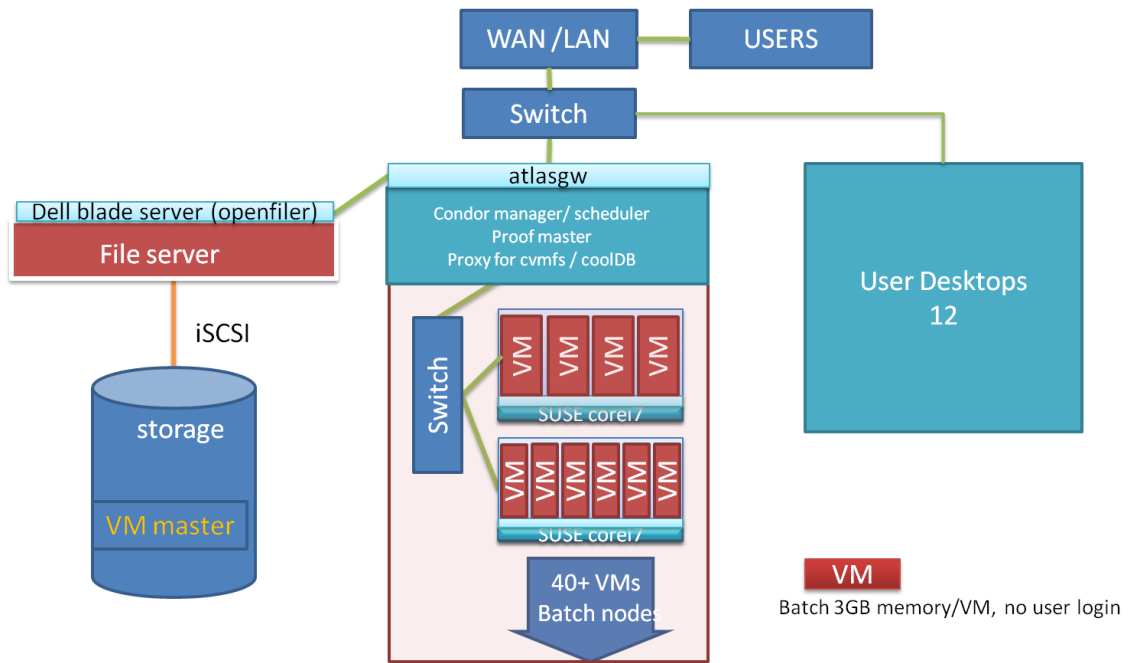 WAN /LAN
USERS
Switch
atlasgw
Dell blade server (openfiler)
File server
Condor manager/ scheduler
Proof master
Proxy for cvmfs / coolDB
User Desktops
12
iSCSI
storage
VM master
Switch
VM
VM
VM
VM
SUSE corei7
VM
VM
VM
VM
VM
VM
SUSE corei7
40+ VMs
Batch nodes
VM
Batch 3GB memory/VM, no user login